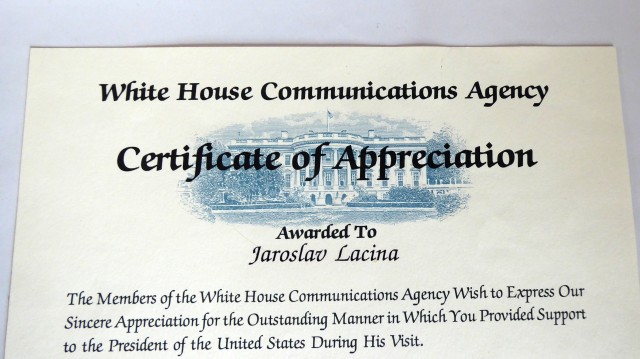 White House Communications Agency
Certificate of Appreciation
Awarded To
Jaroslav Lacina
The Members of the White House Communications Agency Wish to Express Our
Sincere Appreciation for the Outstanding Manner in Which You Provided Support
to the President of the United States During His Visit.